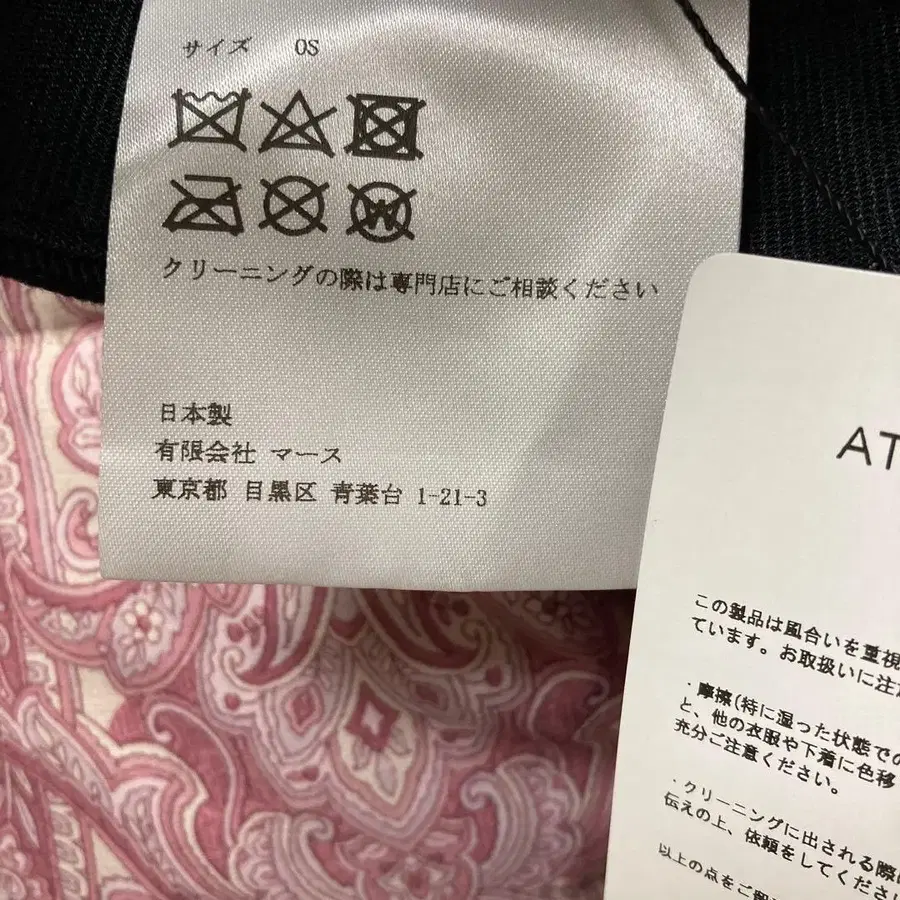 サイズ OS
W
クリーニングの際は専門店にご相談ください
日本製
有限会社 マース
東京都 目黒区 青葉台 1-21-3
AT
この製品は風合いを重視
ています。お取扱いに注
・摩擦(特に湿った状態での
と、他の衣服や下着に色移
充分ご注意ください。
・クリーニングに出される際
伝えの上、依頼をしてくださ
以上の点をご